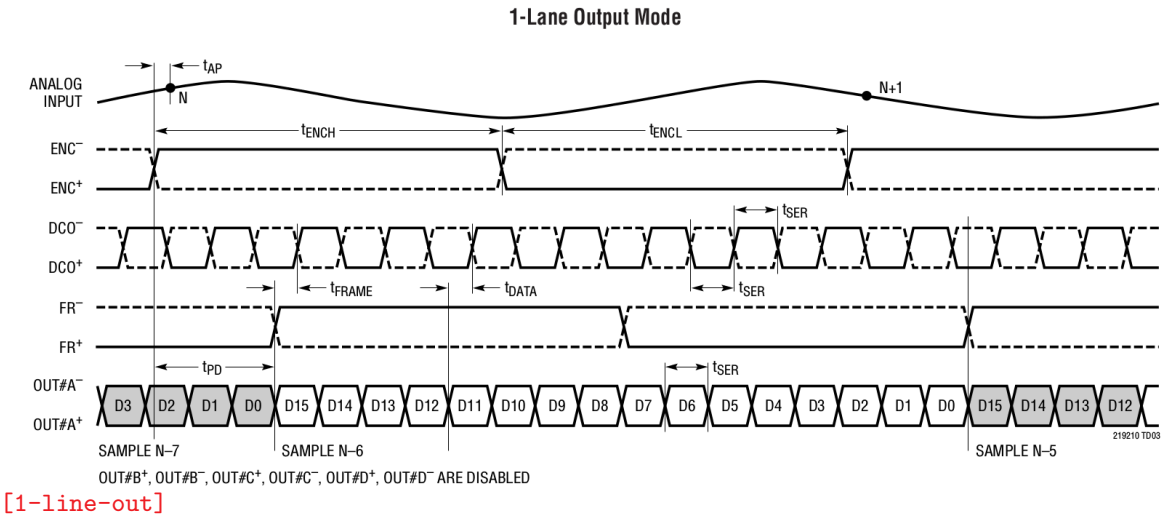 1-Lane Output Mode
tAP
ANALOG
INPUT
N
N+1
tENCH
tENCL
ENC–
ENC+
tSER
DCO–
DCO+
tFRAME
tDATA
tSER
FR–
FR+
tPD
tSER
OUT#A–
OUT#A+
D3 D2 D1 D0 D15 D14 D13 D12 D11 D10 D9 D8 D7 D6 D5 D4 D3 D2 D1 D0 D15 D14 D13 D12
219210 TD03
SAMPLE N–7
SAMPLE N–6
SAMPLE N–5
OUT#B+, OUT#B–, OUT#C+, OUT#C–, OUT#D+, OUT#D– ARE DISABLED
[1-line-out]